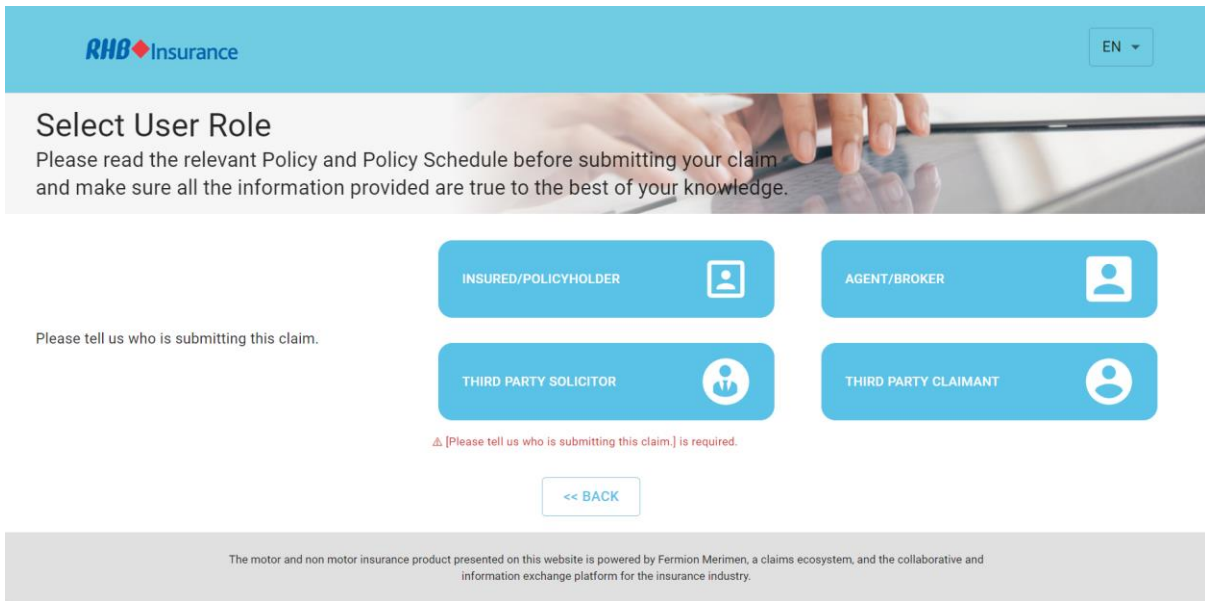 RHB Insurance
EN
Select User Role
Please read the relevant Policy and Policy Schedule before submitting your claim
and make sure all the information provided are true to the best of your knowledge.
Please tell us who is submitting this claim.
INSURED/POLICYHOLDER
AGENT/BROKER
THIRD PARTY SOLICITOR
THIRD PARTY CLAIMANT
⚠ [Please tell us who is submitting this claim.] is required.
<< BACK
The motor and non motor insurance product presented on this website is powered by Fermion Merimen, a claims ecosystem, and the collaborative and
information exchange platform for the insurance industry.